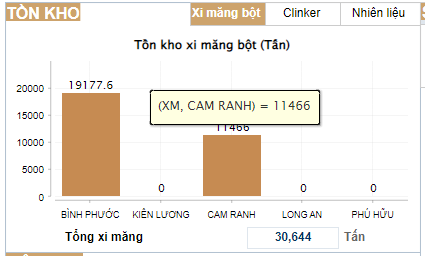 TỒN KHO
Xi măng bột Clinker Nhiên liệu
Tồn kho xi măng bột (Tấn)
20000
15000
10000
5000
0
19177.6
(XM, CAM RANH) = 11466
0
11466
0
0
BÌNH PHƯỚC KIÊN LƯƠNG CAM RANH LONG AN PHÚ HỮU
Tổng xi măng 30,644 Tấn